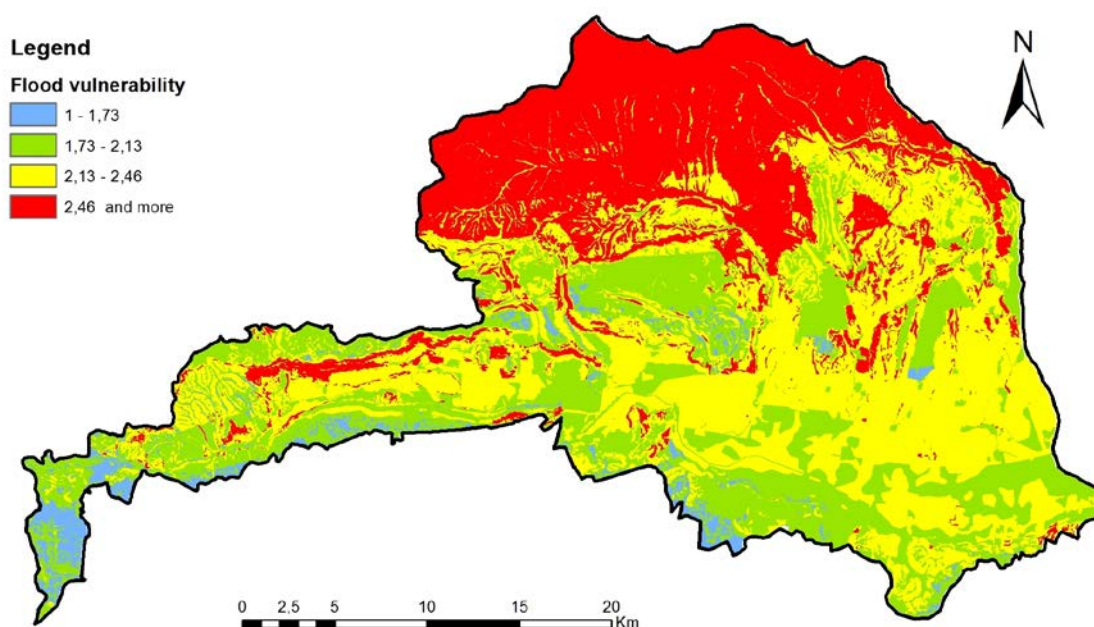 Legend
Flood vulnerability
1 - 1,73
1,73 - 2,13
2,13 - 2,46
2,46 and more
N
0 2,5 5 10 15 20
Km